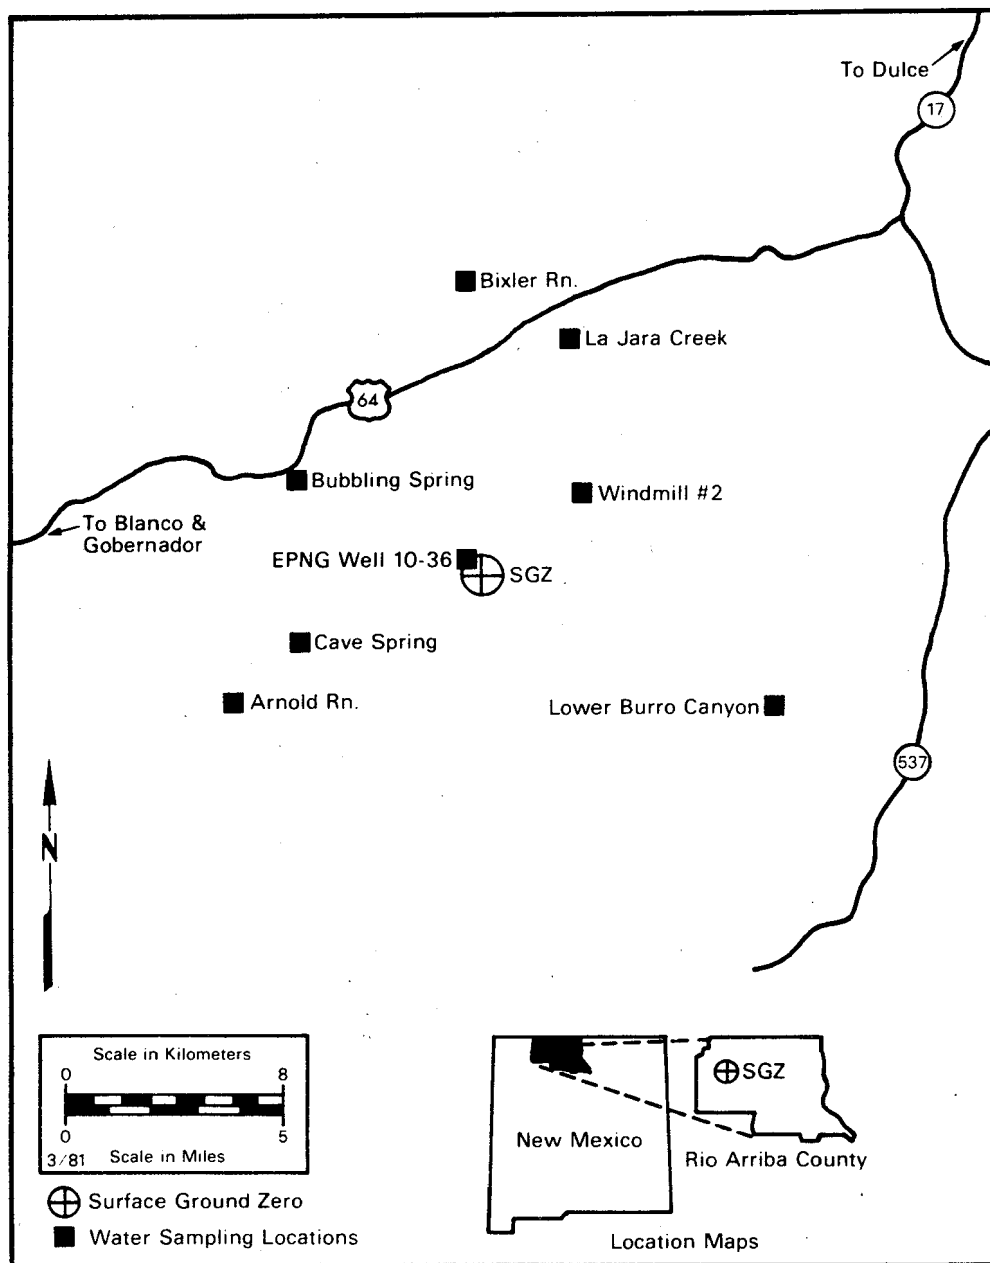 To Dulce
17
Bixler Rn.
La Jara Creek
64
Bubbling Spring
Windmill #2
To Blanco &
Gobernador
EPNG Well 10-36
SGZ
Cave Spring
Arnold Rn.
Lower Burro Canyon
537
N
Scale in Kilometers
0 8
0 5
3/81 Scale in Miles
SGZ
New Mexico
Rio Arriba County
Surface Ground Zero
Water Sampling Locations
Location Maps